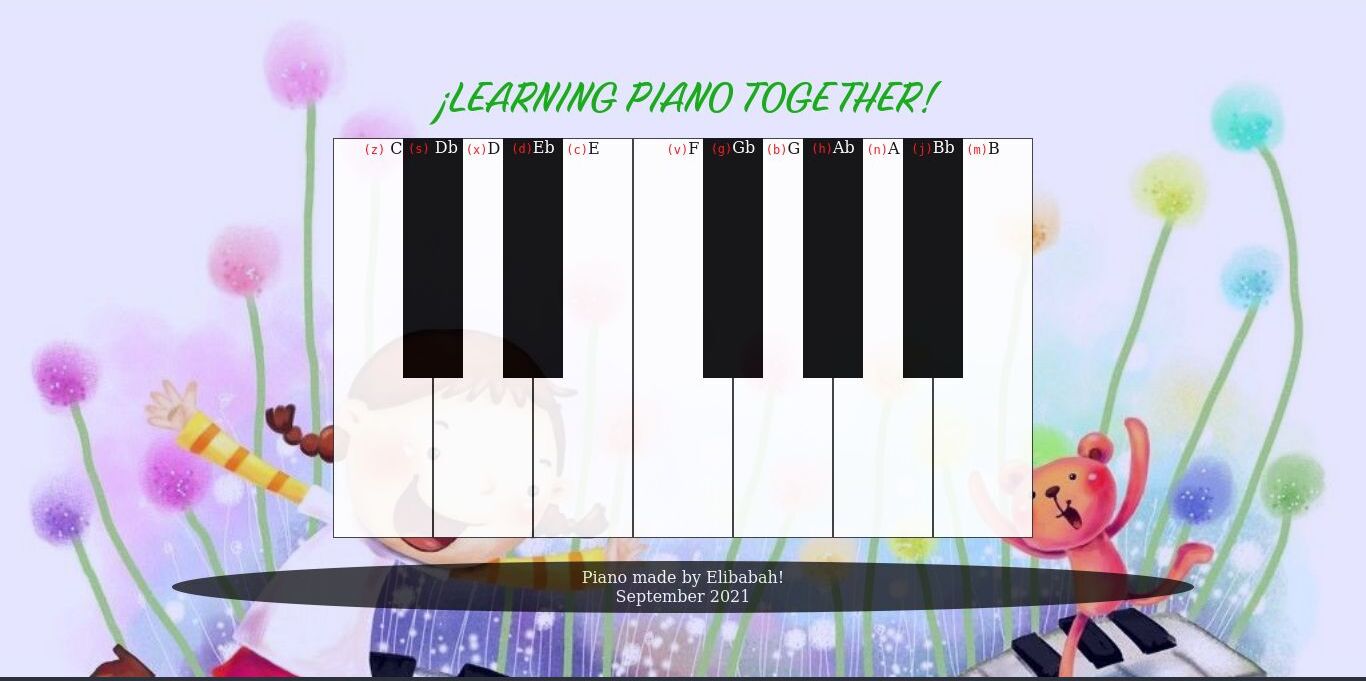 ¡LEARNING PIANO TOGETHER!
(z) C (s) Db (x)D (d)Eb (c)E (v)F (g)Gb (b)G (h)Ab (n)A (j)Bb (m)B
Piano made by Elibabah!
September 2021